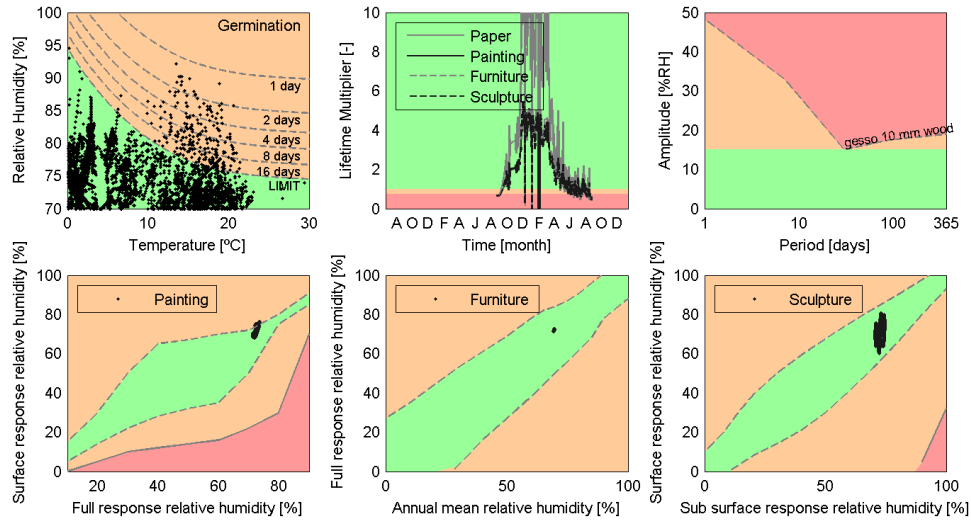 100
95
90
85
80
75
70
Relative Humidity [%]
Germination
1 day
2 days
4 days
8 days
16 days
LIMIT
0 10 20 30
Temperature [ºC]
10
8
6
4
2
0
Lifetime Multiplier [-]
Paper
Painting
Furniture
Sculpture
A O D F A J A O D F A J A O D
Time [month]
50
40
30
20
10
0
Amplitude [%RH]
gesso 10 mm wood
1 10 100 365
Period [days]
100
80
60
40
20
0
Surface response relative humidity [%]
Painting
20 40 60 80
Full response relative humidity [%]
100
80
60
40
20
0
Full response relative humidity [%]
Furniture
0 50 100
Annual mean relative humidity [%]
100
80
60
40
20
0
Surface response relative humidity [%]
Sculpture
0 50 100
Sub surface response relative humidity [%]